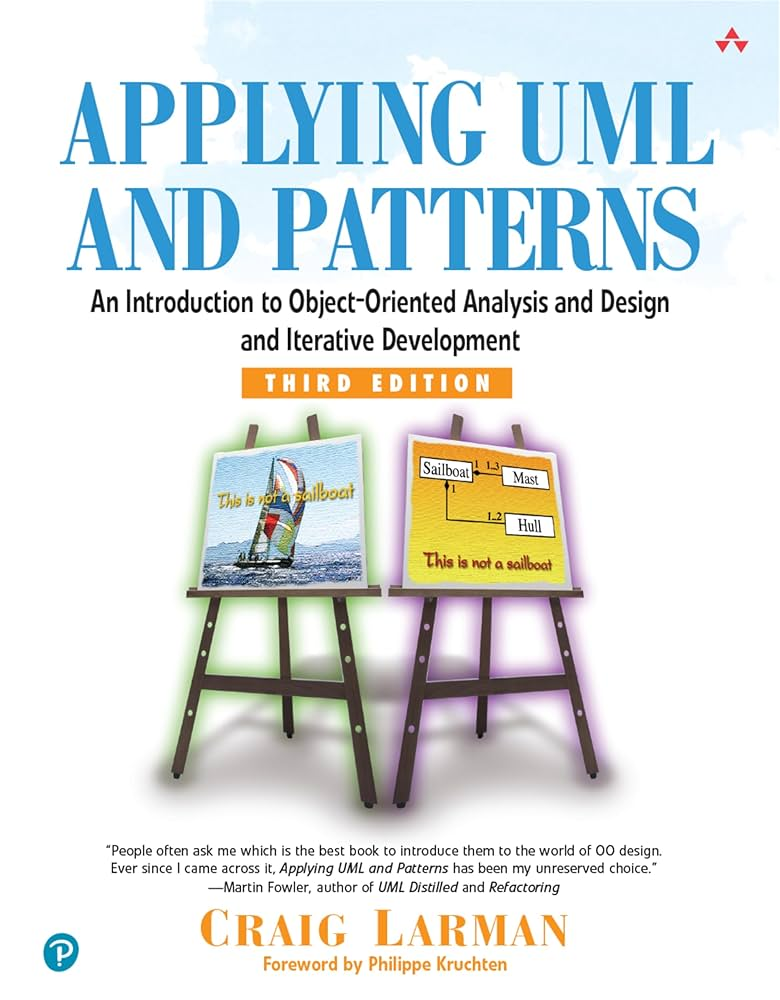 APPLYING UML
AND PATTERNS
An Introduction to Object-Oriented Analysis and Design
and Iterative Development
THIRD EDITION
This is not a sailboat
Sailboat
1
1..3
Mast
1
1..2
Hull
This is not a sailboat
“People often ask me which is the best book to introduce them to the world of OO design.
Ever since I came across it, Applying UML and Patterns has been my unreserved choice.”
—Martin Fowler, author of UML Distilled and Refactoring
CRAIG LARMAN
Foreword by Philippe Kruchten
P